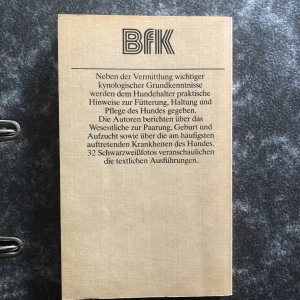 BfK
Neben der Vermittlung wichtiger
kynologischer Grundkenntnisse
werden dem Hundehalter praktische
Hinweise zur Fütterung, Haltung und
Pflege des Hundes gegeben.
Die Autoren berichten über das
Wesentliche zur Paarung, Geburt und
Aufzucht sowie über die am häufigsten
auftretenden Krankheiten des Hundes.
32 Schwarzweißfotos veranschaulichen
die textlichen Ausführungen.